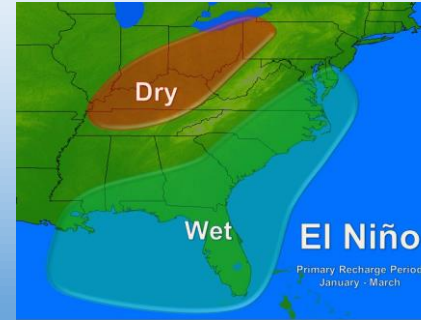 Dry
Wet
El Niño
Primary Recharge Period
January - March